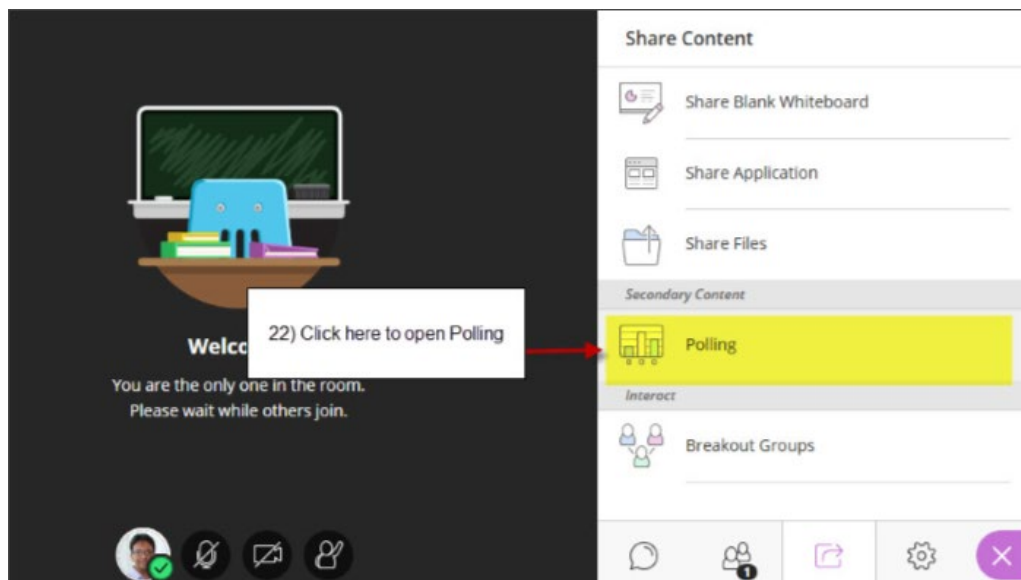 Share Content
Share Blank Whiteboard
Share Application
Share Files
Secondary Content
22) Click here to open Polling
Polling
You are the only one in the room.
Please wait while others join.
Interact
Breakout Groups
1